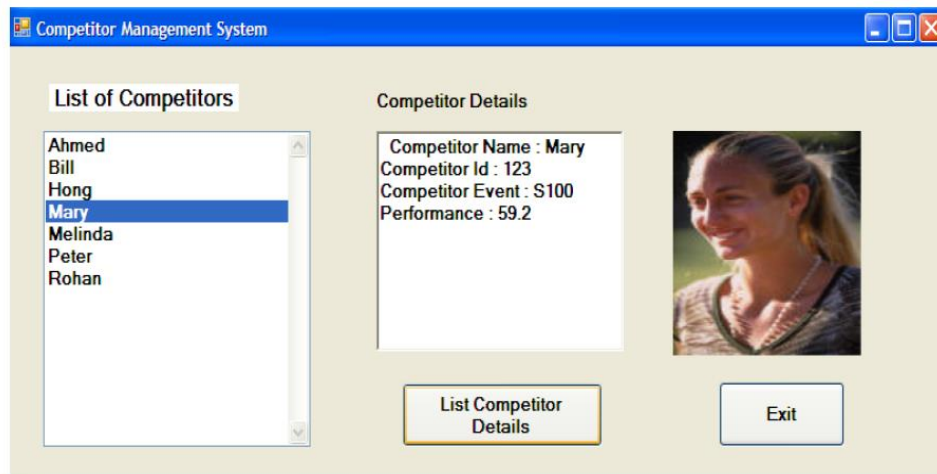 Competitor Management System
List of Competitors
Competitor Details
Ahmed
Bill
Hong
Mary
Melinda
Peter
Rohan
Competitor Name : Mary
Competitor Id : 123
Competitor Event : S100
Performance : 59.2
List Competitor
Details
Exit